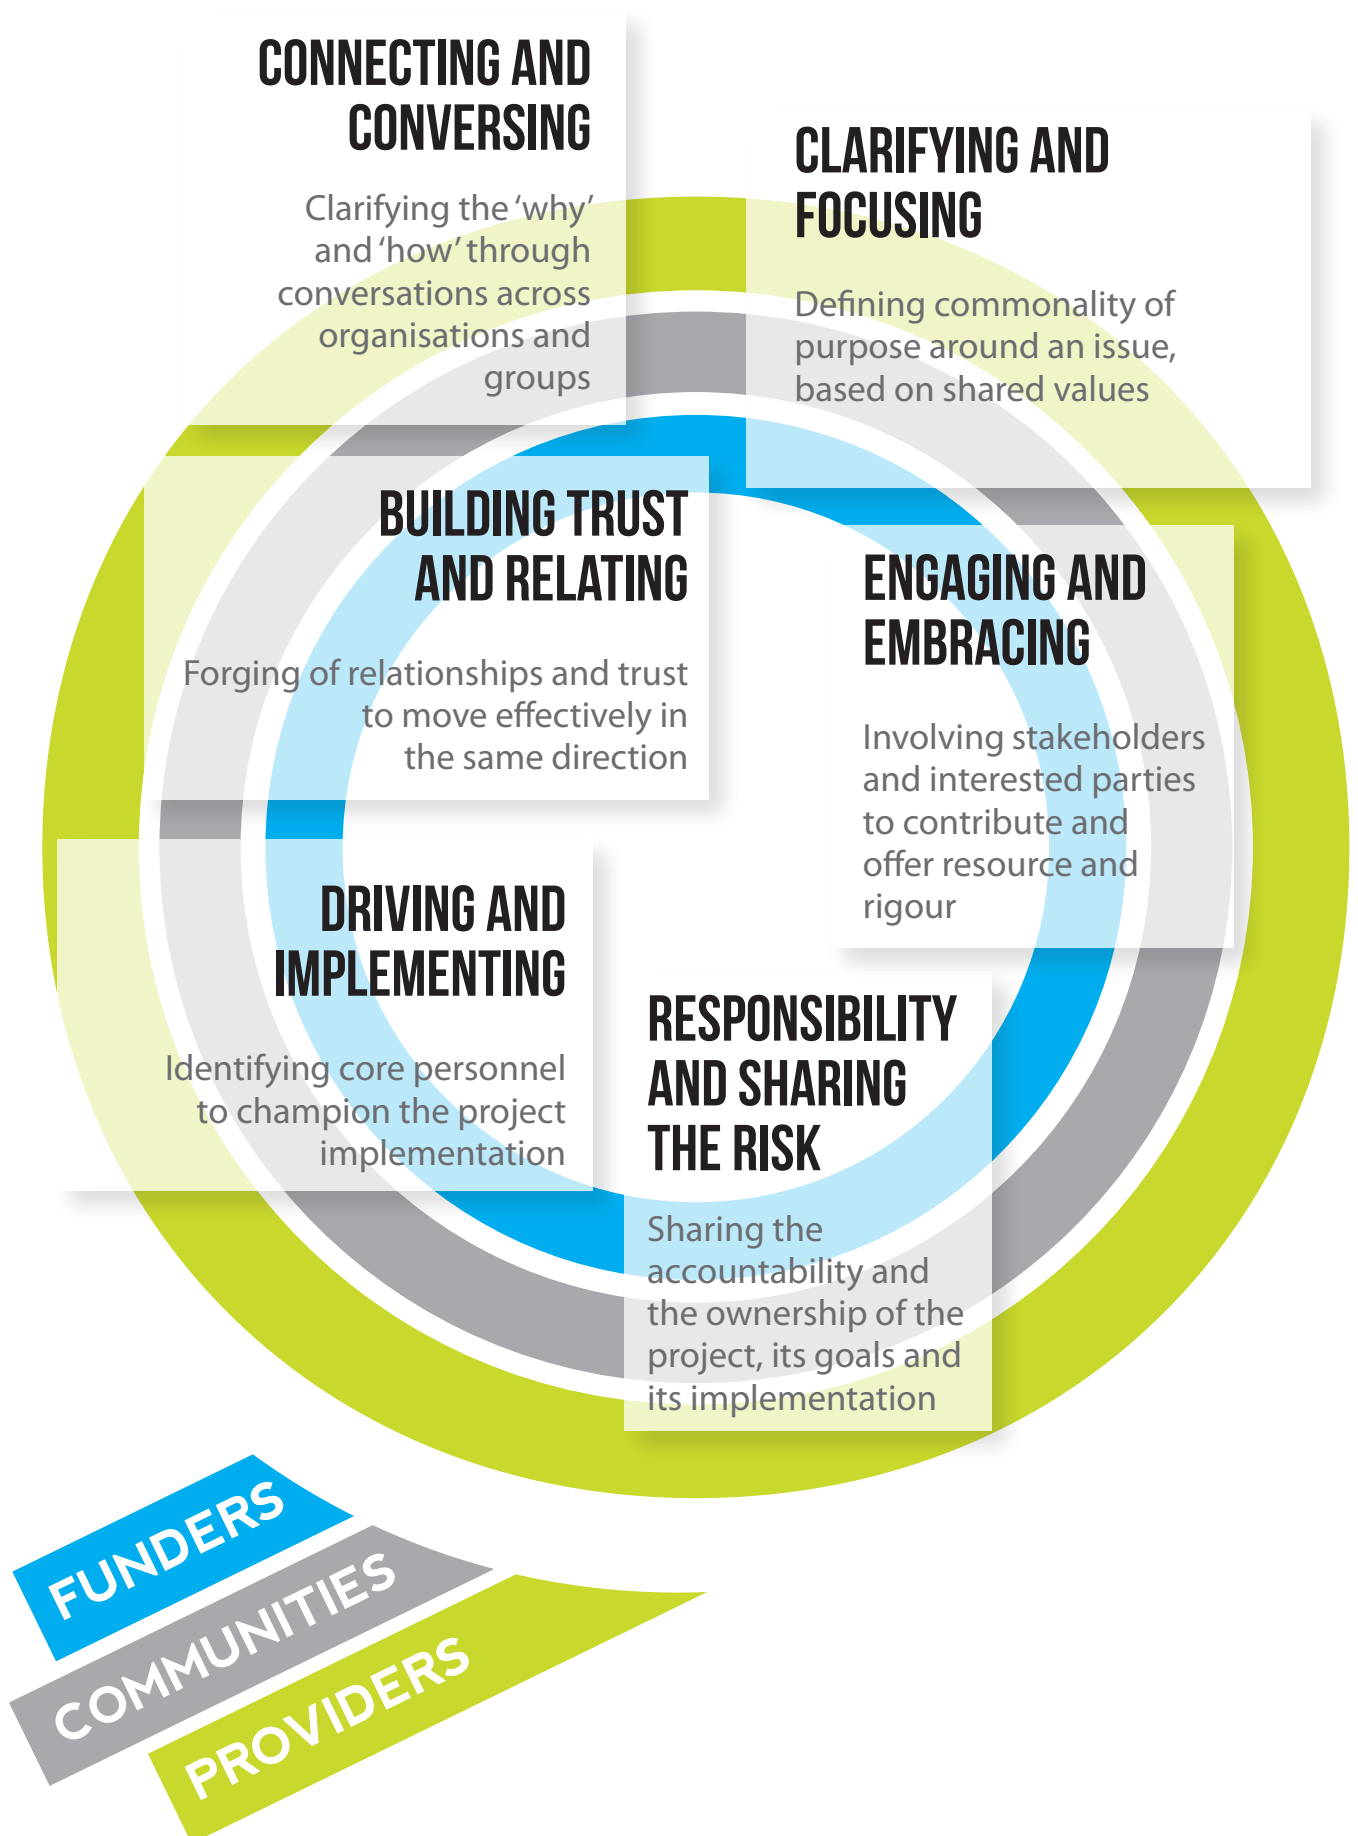 CONNECTING AND
CONVERSING
Clarifying the ‘why’
and ‘how’ through
conversations across
organisations and
groups
CLARIFYING AND
FOCUSING
Defining commonality of
purpose around an issue,
based on shared values
BUILDING TRUST
AND RELATING
Forging of relationships and trust
to move effectively in
the same direction
ENGAGING AND
EMBRACING
Involving stakeholders
and interested parties
to contribute and
offer resource and
rigour
DRIVING AND
IMPLEMENTING
Identifying core personnel
to champion the project
implementation
RESPONSIBILITY
AND SHARING
THE RISK
Sharing the
accountability and
the ownership of the
project, its goals and
its implementation
FUNDERS
COMMUNITIES
PROVIDERS